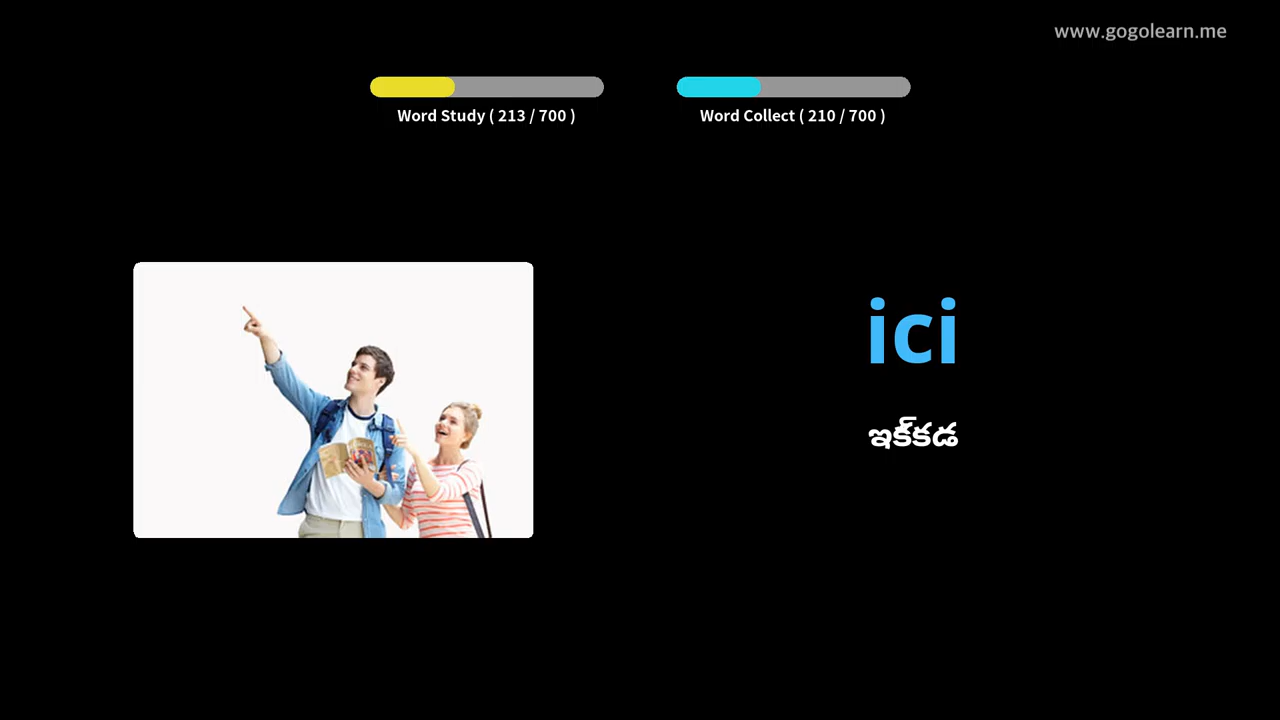 www.gogolearn.me
Word Study ( 213 / 700 )
Word Collect ( 210 / 700 )
ici
ఇక్కడ